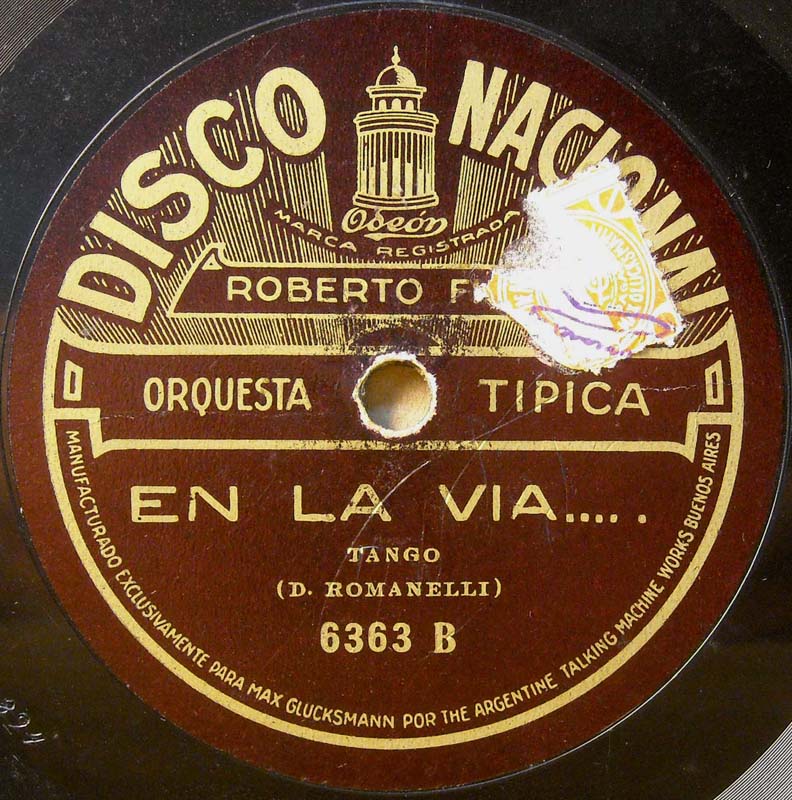 DISCO NACIONAL
Odeón
MARCA REGISTRADA
ROBERTO
ORQUESTA TIPICA
EN LA VIA.....
TANGO
(D. ROMANELLI)
6363 B
MANUFACTURADO EXCLUSIVAMENTE PARA MAX GLUCKSMANN POR THE ARGENTINE TALKING MACHINE WORKS BUENOS AIRES